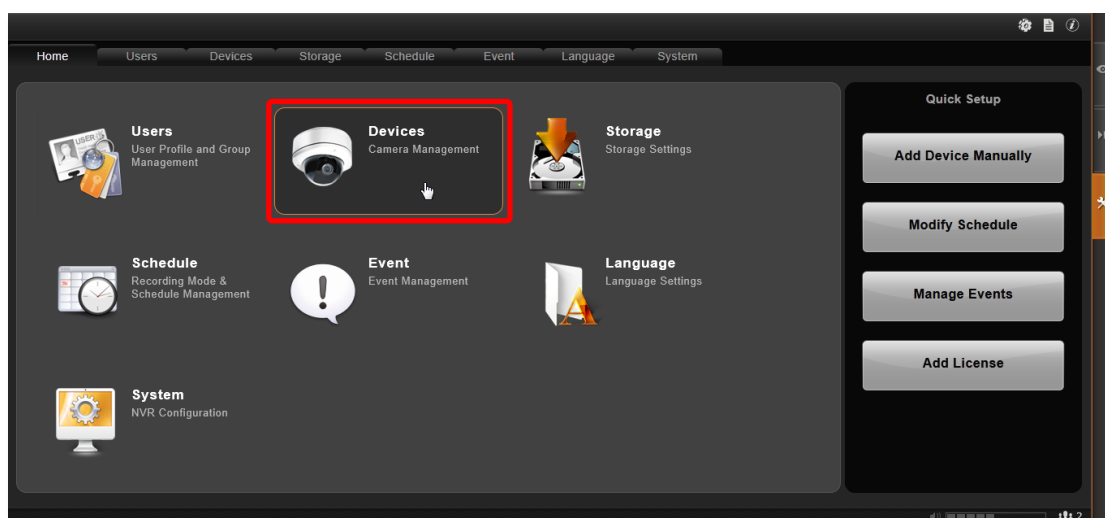 Home Users Devices Storage Schedule Event Language System
Users
User Profile and Group
Management
Devices
Camera Management
Storage
Storage Settings
Schedule
Recording Mode &
Schedule Management
Event
Event Management
Language
Language Settings
System
NVR Configuration
Quick Setup
Add Device Manually
Modify Schedule
Manage Events
Add License
2